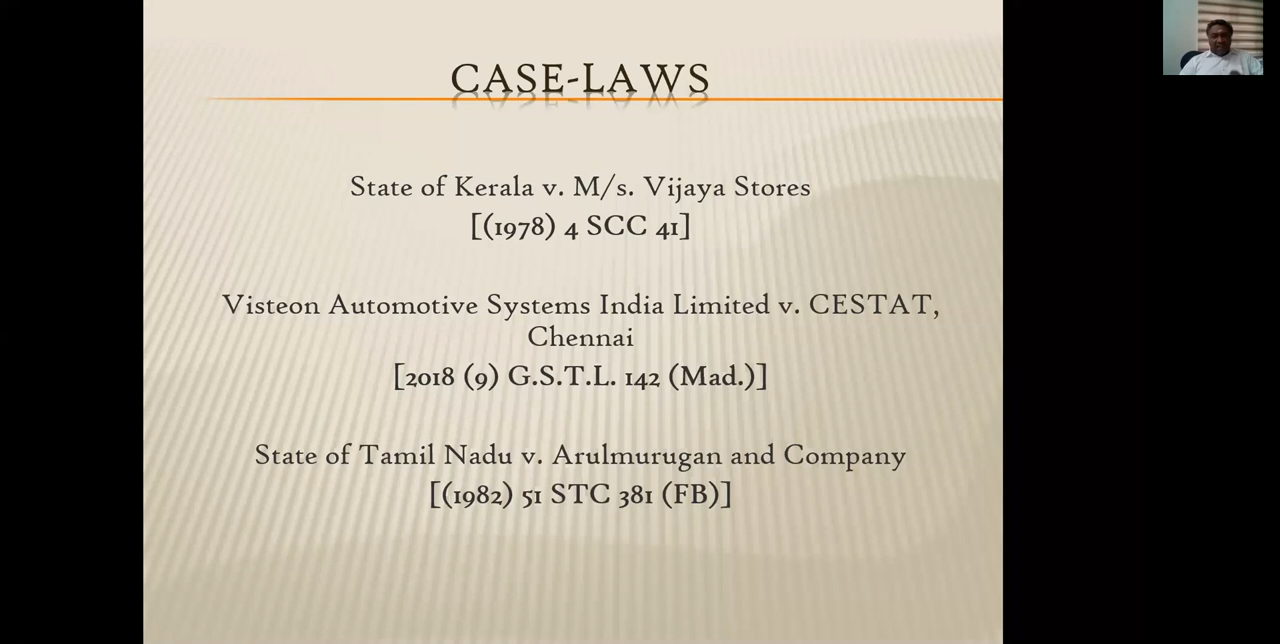 CASE-LAWS
State of Kerala v. M/s. Vijaya Stores
[(1978) 4 SCC 41]
Visteon Automotive Systems India Limited v. CESTAT,
Chennai
[2018 (9) G.S.T.L. 142 (Mad.)]
State of Tamil Nadu v. Arulmurugan and Company
[(1982) 51 STC 381 (FB)]